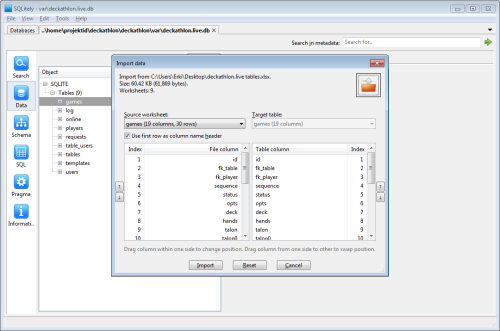 SQLitely - var\deckathlon.live.db
File View Edit Tools Help
Databases ..\home\projektid\deckathlon\deckathlon\var\deckathlon.live.db
Search in metadata: Search for...
Search
Data
Schema
SQL
Pragma
Informati...
Object
SQLITE
Tables (9)
games
log
online
players
requests
table_users
tables
templates
users
Import data
Import from C:\Users\Erki\Desktop\deckathlon.live tables.xlsx.
Size: 60.42 KB (61,869 bytes).
Worksheets: 9.
Source worksheet: Target table:
games (19 columns, 30 rows) games (19 columns)
Use first row as column name header
Index File column Table column Index
1 id id 1
2 fk_table fk_table 2
3 fk_player fk_player 3
4 sequence sequence 4
5 status status 5
6 opts opts 6
7 deck deck 7
8 hands hands 8
9 talon talon 9
10 talon0 talon0 10
Drag column within one side to change position. Drag column from one side to other to swap position.
Import Reset Cancel